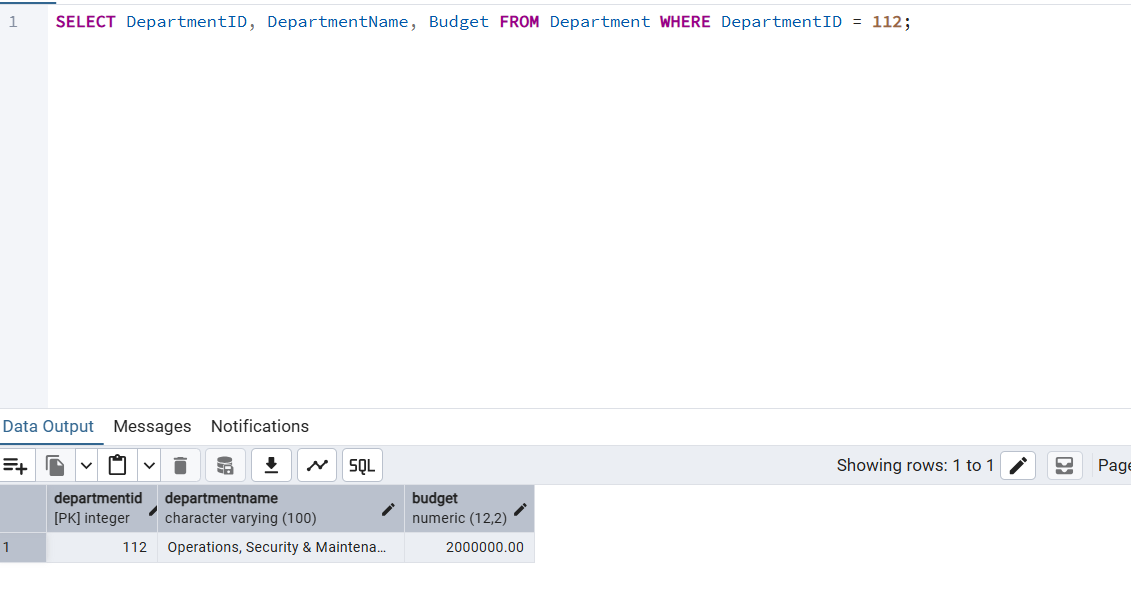 1 SELECT DepartmentID, DepartmentName, Budget FROM Department WHERE DepartmentID = 112;
Data Output Messages Notifications
SQL Showing rows: 1 to 1 Page
departmentid departmentname budget
[PK] integer character varying (100) numeric (12,2)
1 112 Operations, Security & Maintena... 2000000.00